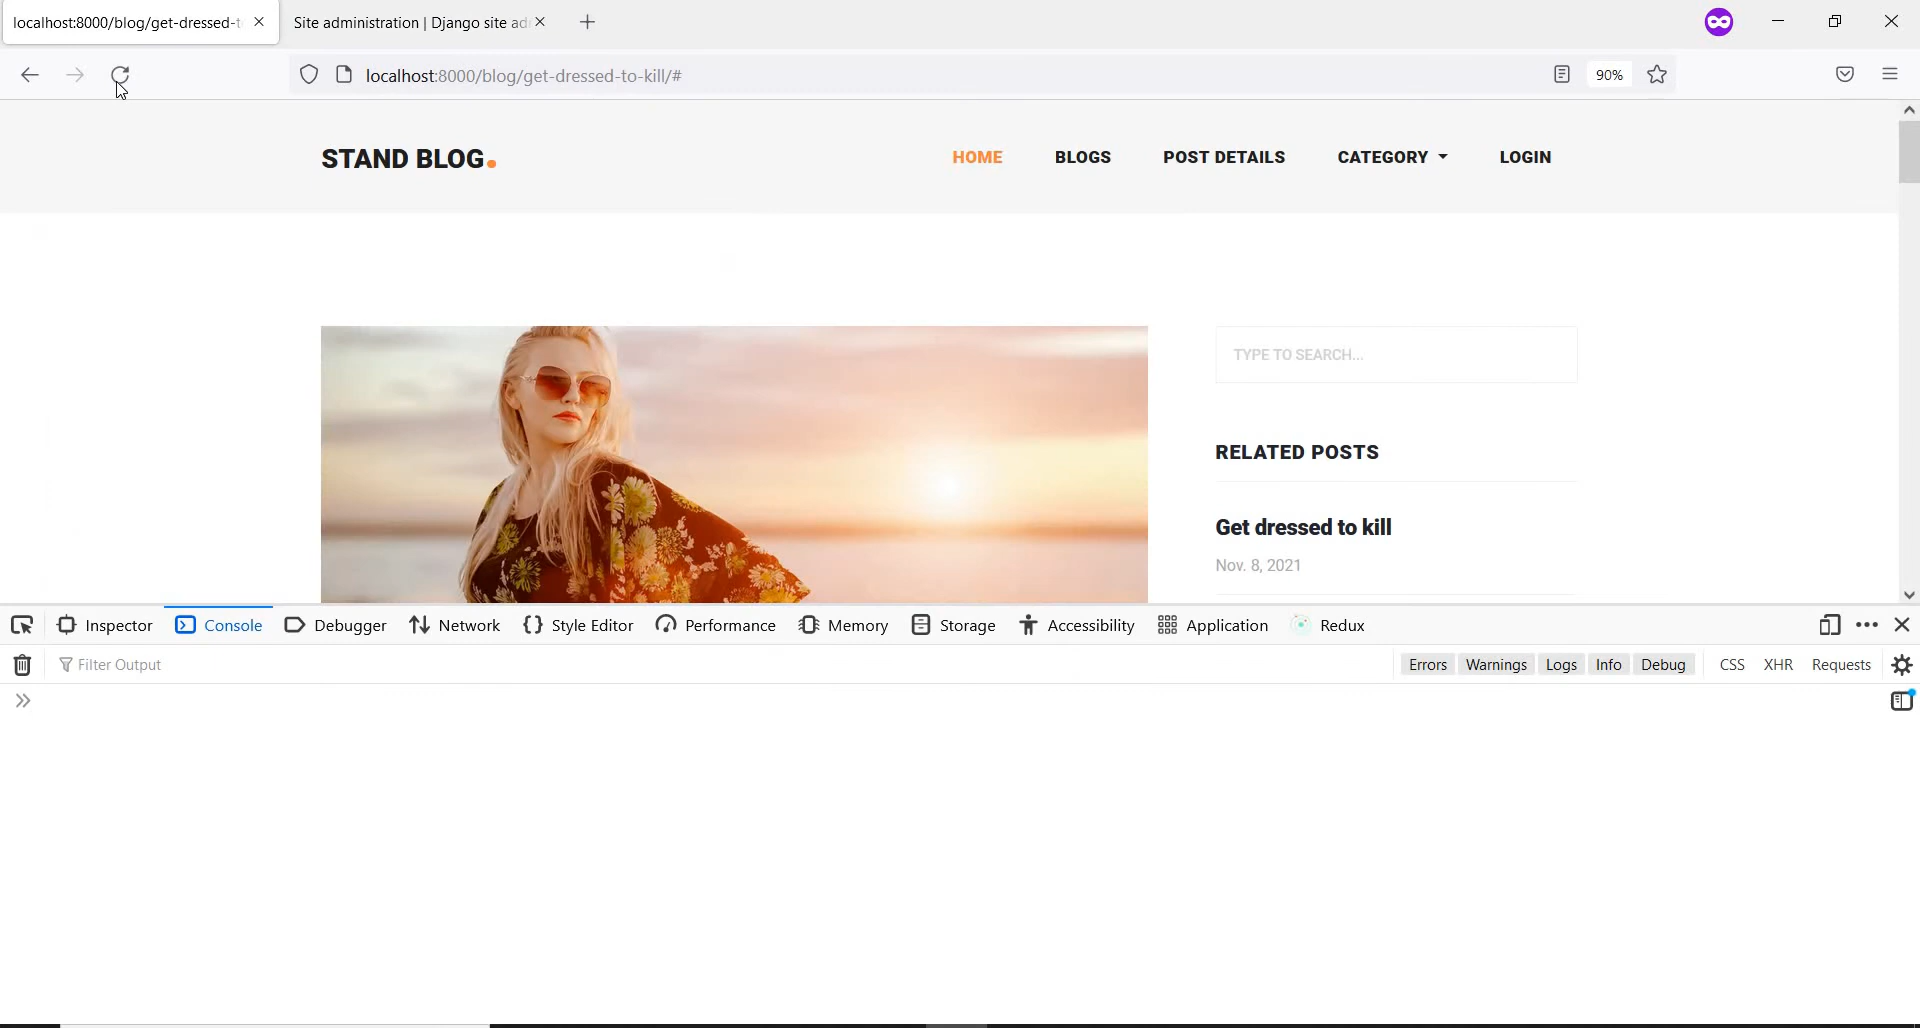 localhost:8000/blog/get-dressed-t
Site administration | Django site ad
localhost:8000/blog/get-dressed-to-kill/#
90%
STAND BLOG.
HOME
BLOGS
POST DETAILS
CATEGORY
LOGIN
TYPE TO SEARCH...
RELATED POSTS
Get dressed to kill
Nov. 8, 2021
Inspector
Console
Debugger
Network
Style Editor
Performance
Memory
Storage
Accessibility
Application
Redux
Filter Output
Errors
Warnings
Logs
Info
Debug
CSS
XHR
Requests